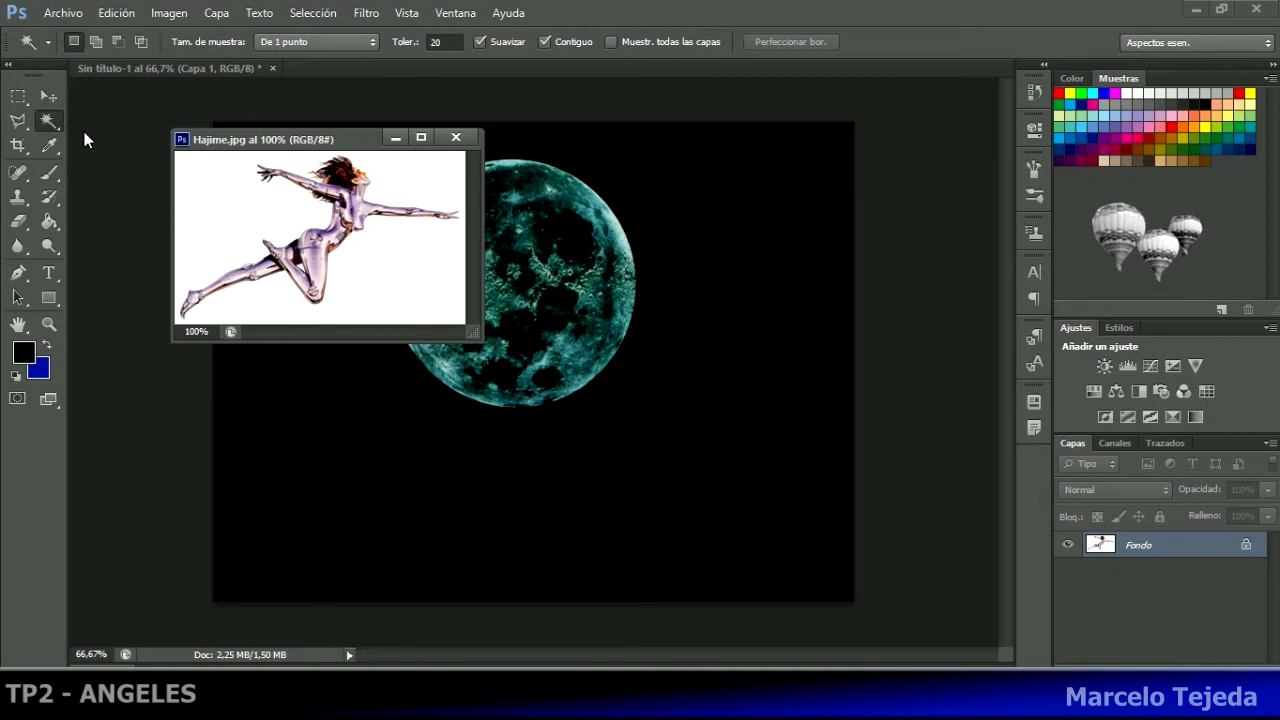 Ps Archivo Edición Imagen Capa Texto Selección Filtro Vista Ventana Ayuda
Tam. de muestra: De 1 punto Toler.: 20 Suavizar Contiguo Muestr. todas las capas Perfeccionar bor. Aspectos esen.
Sin título-1 al 66,7% (Capa 1, RGB/8) * ×
Color Muestras
Ps Hajime.jpg al 100% (RGB/8#)
100%
Ajustes Estilos
Añadir un ajuste
Capas Canales Trazados
Tipo
Normal Opacidad: 100%
Bloq.: Relleno: 100%
Fondo
66,67% Doc: 2,25 MB/1,50 MB
TP2 - ANGELES
Marcelo Tejeda